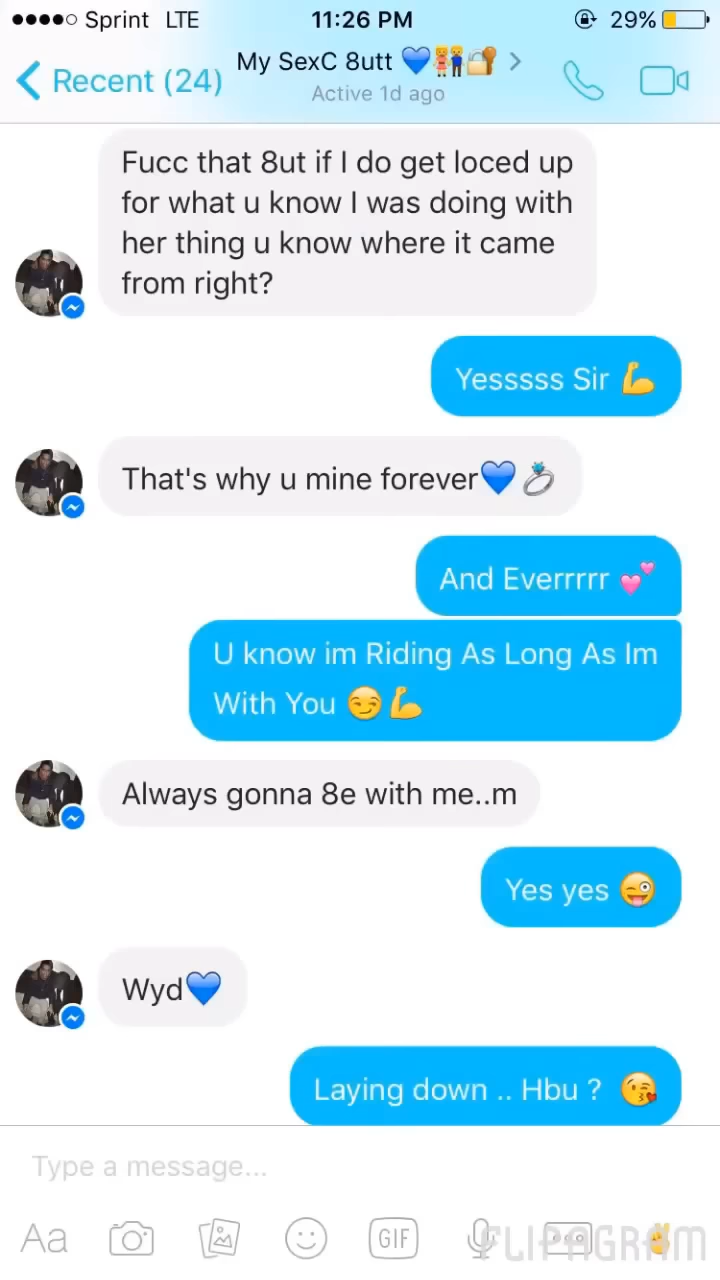 Sprint LTE 11:26 PM 29%
Recent (24) My SexC 8utt 💙👫🔐
Active 1d ago
Fucc that 8ut if I do get loced up
for what u know I was doing with
her thing u know where it came
from right?
Yesssss Sir 💪
That's why u mine forever💙💍
And Everrrrr 💕
U know im Riding As Long As Im
With You 😏💪
Always gonna 8e with me..m
Yes yes 😜
Wyd💙
Laying down .. Hbu ? 😘
Type a message...
Aa GIF
FLIPAGRAM